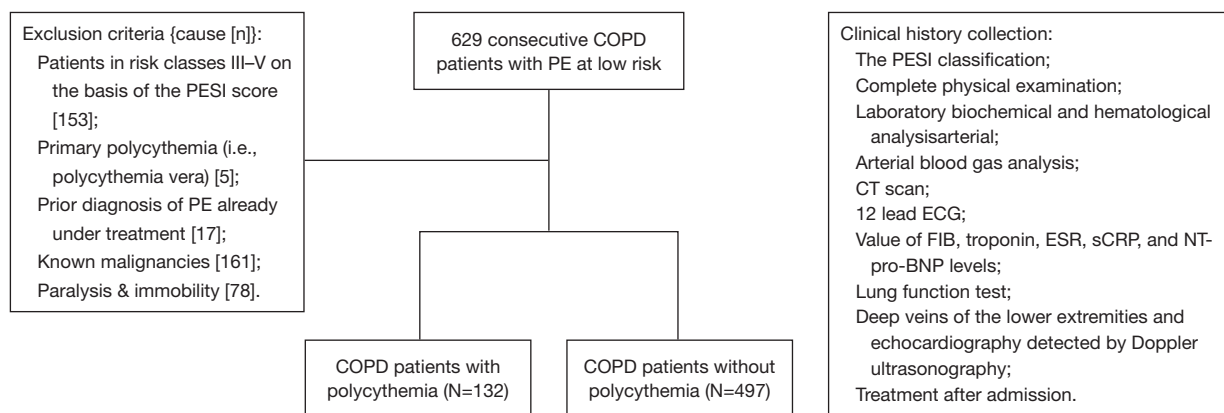 Exclusion criteria {cause [n]}:
Patients in risk classes III–V on
the basis of the PESI score
[153];
Primary polycythemia (i.e.,
polycythemia vera) [5];
Prior diagnosis of PE already
under treatment [17];
Known malignancies [161];
Paralysis & immobility [78].
629 consecutive COPD
patients with PE at low risk
COPD patients with
polycythemia (N=132)
COPD patients without
polycythemia (N=497)
Clinical history collection:
The PESI classification;
Complete physical examination;
Laboratory biochemical and hematological
analysisarterial;
Arterial blood gas analysis;
CT scan;
12 lead ECG;
Value of FIB, troponin, ESR, sCRP, and NT-
pro-BNP levels;
Lung function test;
Deep veins of the lower extremities and
echocardiography detected by Doppler
ultrasonography;
Treatment after admission.